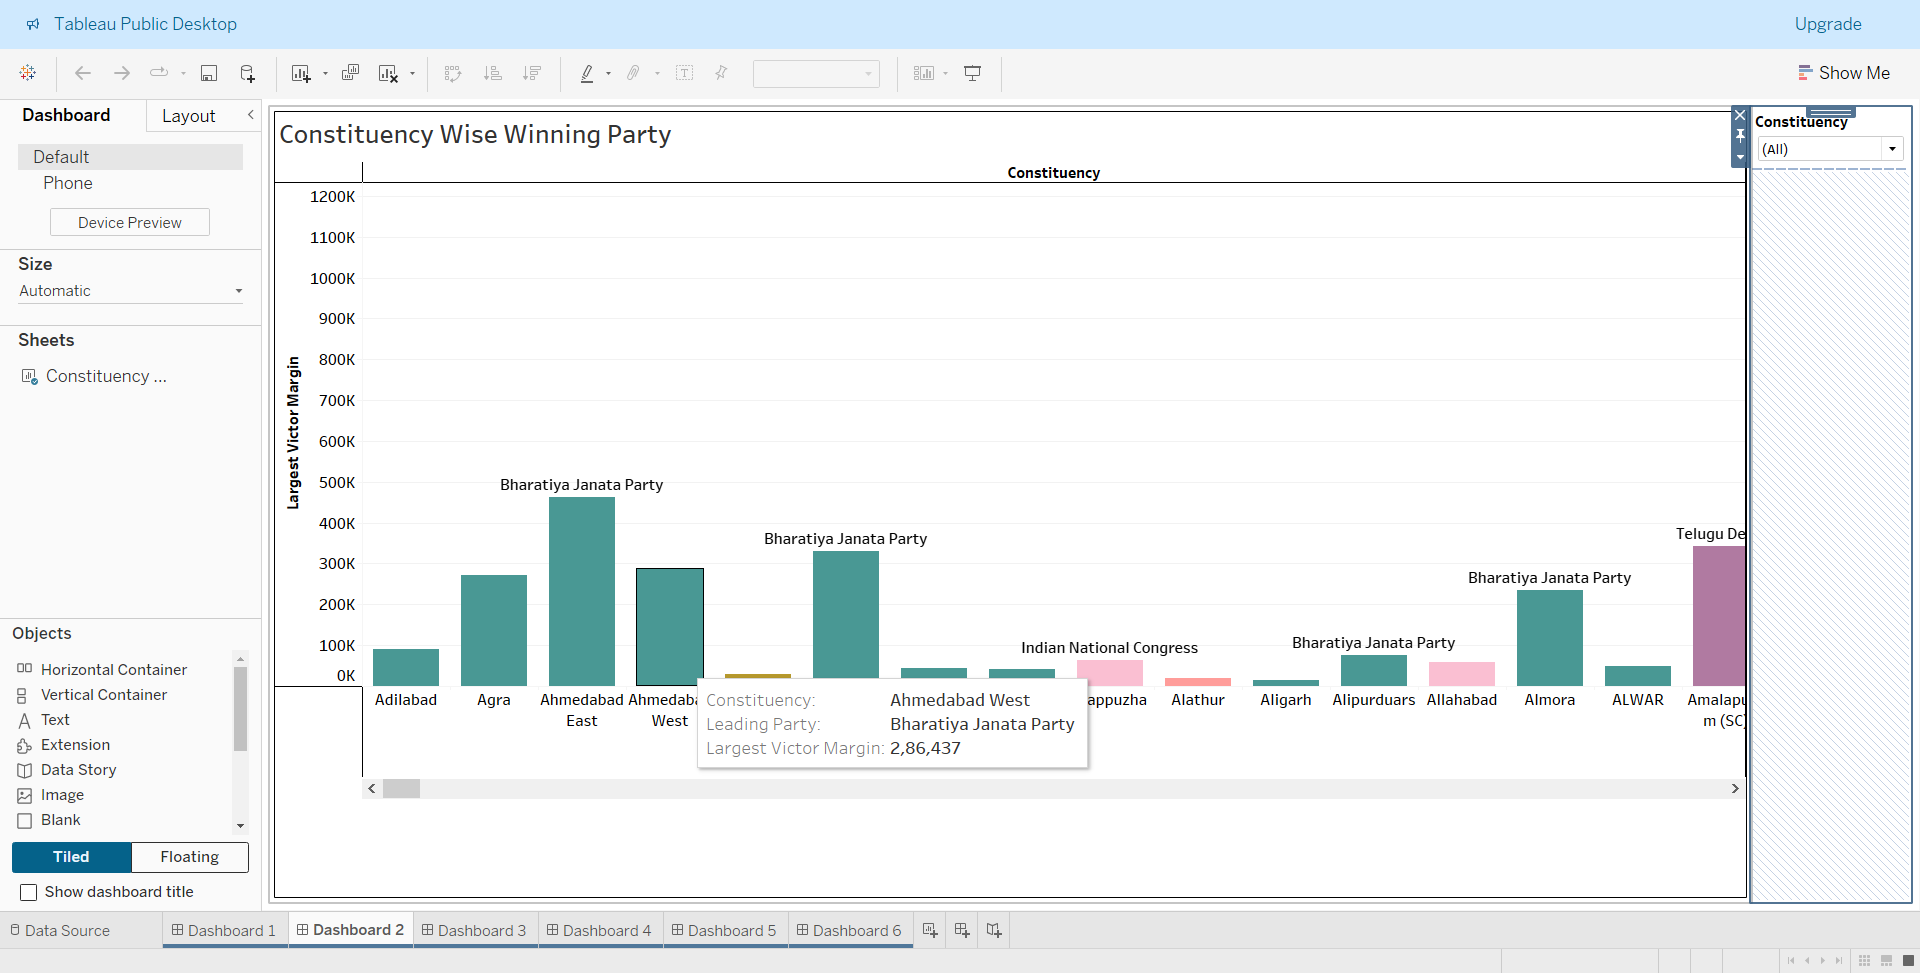 Tableau Public Desktop
Upgrade
Show Me
Dashboard
Layout
Default
Phone
Device Preview
Size
Automatic
Sheets
Constituency ...
Objects
Horizontal Container
Vertical Container
Text
Extension
Data Story
Image
Blank
Tiled
Floating
Show dashboard title
Constituency Wise Winning Party
Constituency
Largest Victor Margin
1200K
1100K
1000K
900K
800K
700K
600K
500K
400K
300K
200K
100K
0K
Bharatiya Janata Party
Bharatiya Janata Party
Indian National Congress
Bharatiya Janata Party
Bharatiya Janata Party
Telugu De
Adilabad
Agra
Ahmedabad
East
Ahmedaba
West
appuzha
Alathur
Aligarh
Alipurduars
Allahabad
Almora
ALWAR
Amalapu
m (SC)
Constituency: Ahmedabad West
Leading Party: Bharatiya Janata Party
Largest Victor Margin: 2,86,437
Constituency
(All)
Data Source
Dashboard 1
Dashboard 2
Dashboard 3
Dashboard 4
Dashboard 5
Dashboard 6